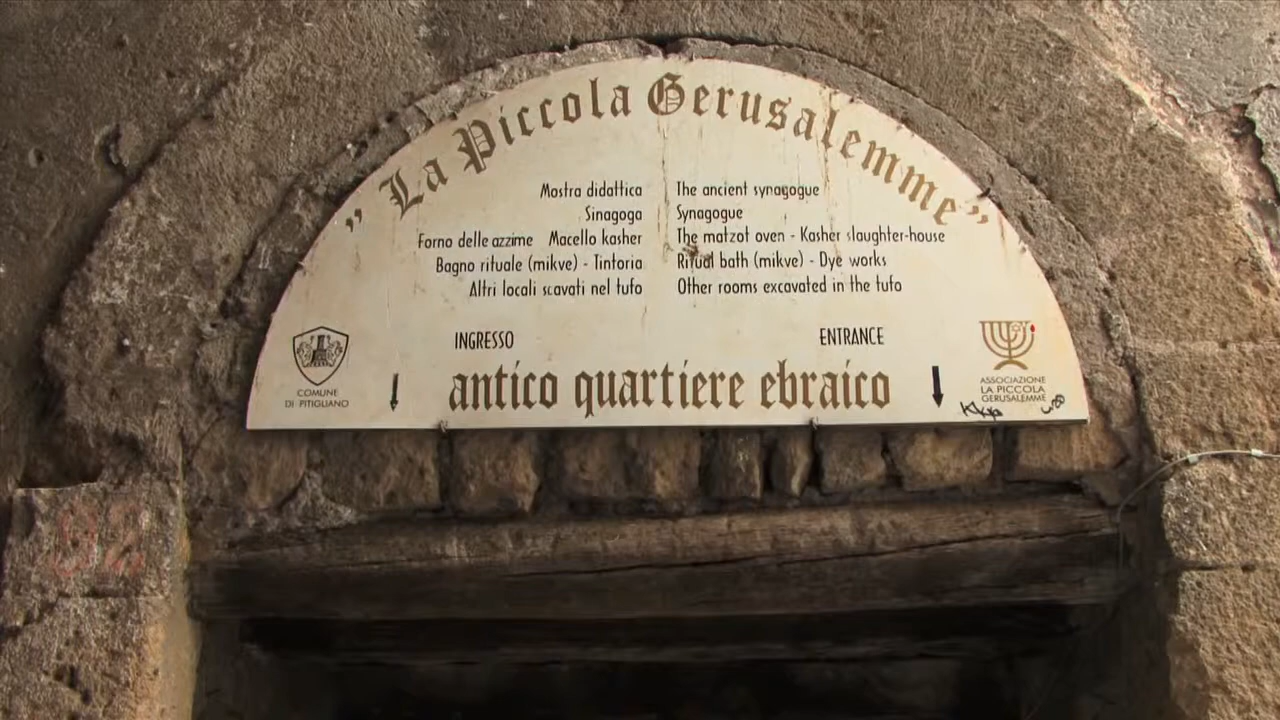 "La Piccola Gerusalemme"
Mostra didattica
Sinagoga
Forno delle azzime Macello kasher
Bagno rituale (mikve) - Tintoria
Altri locali scavati nel tufo
The ancient synagogue
Synagogue
The matzot oven - Kasher slaughter-house
Ritual bath (mikve) - Dye works
Other rooms excavated in the tufo
INGRESSO
ENTRANCE
antico quartiere ebraico
COMUNE
DI PITIGLIANO
ASSOCIAZIONE
LA PICCOLA
GERUSALEMME
92